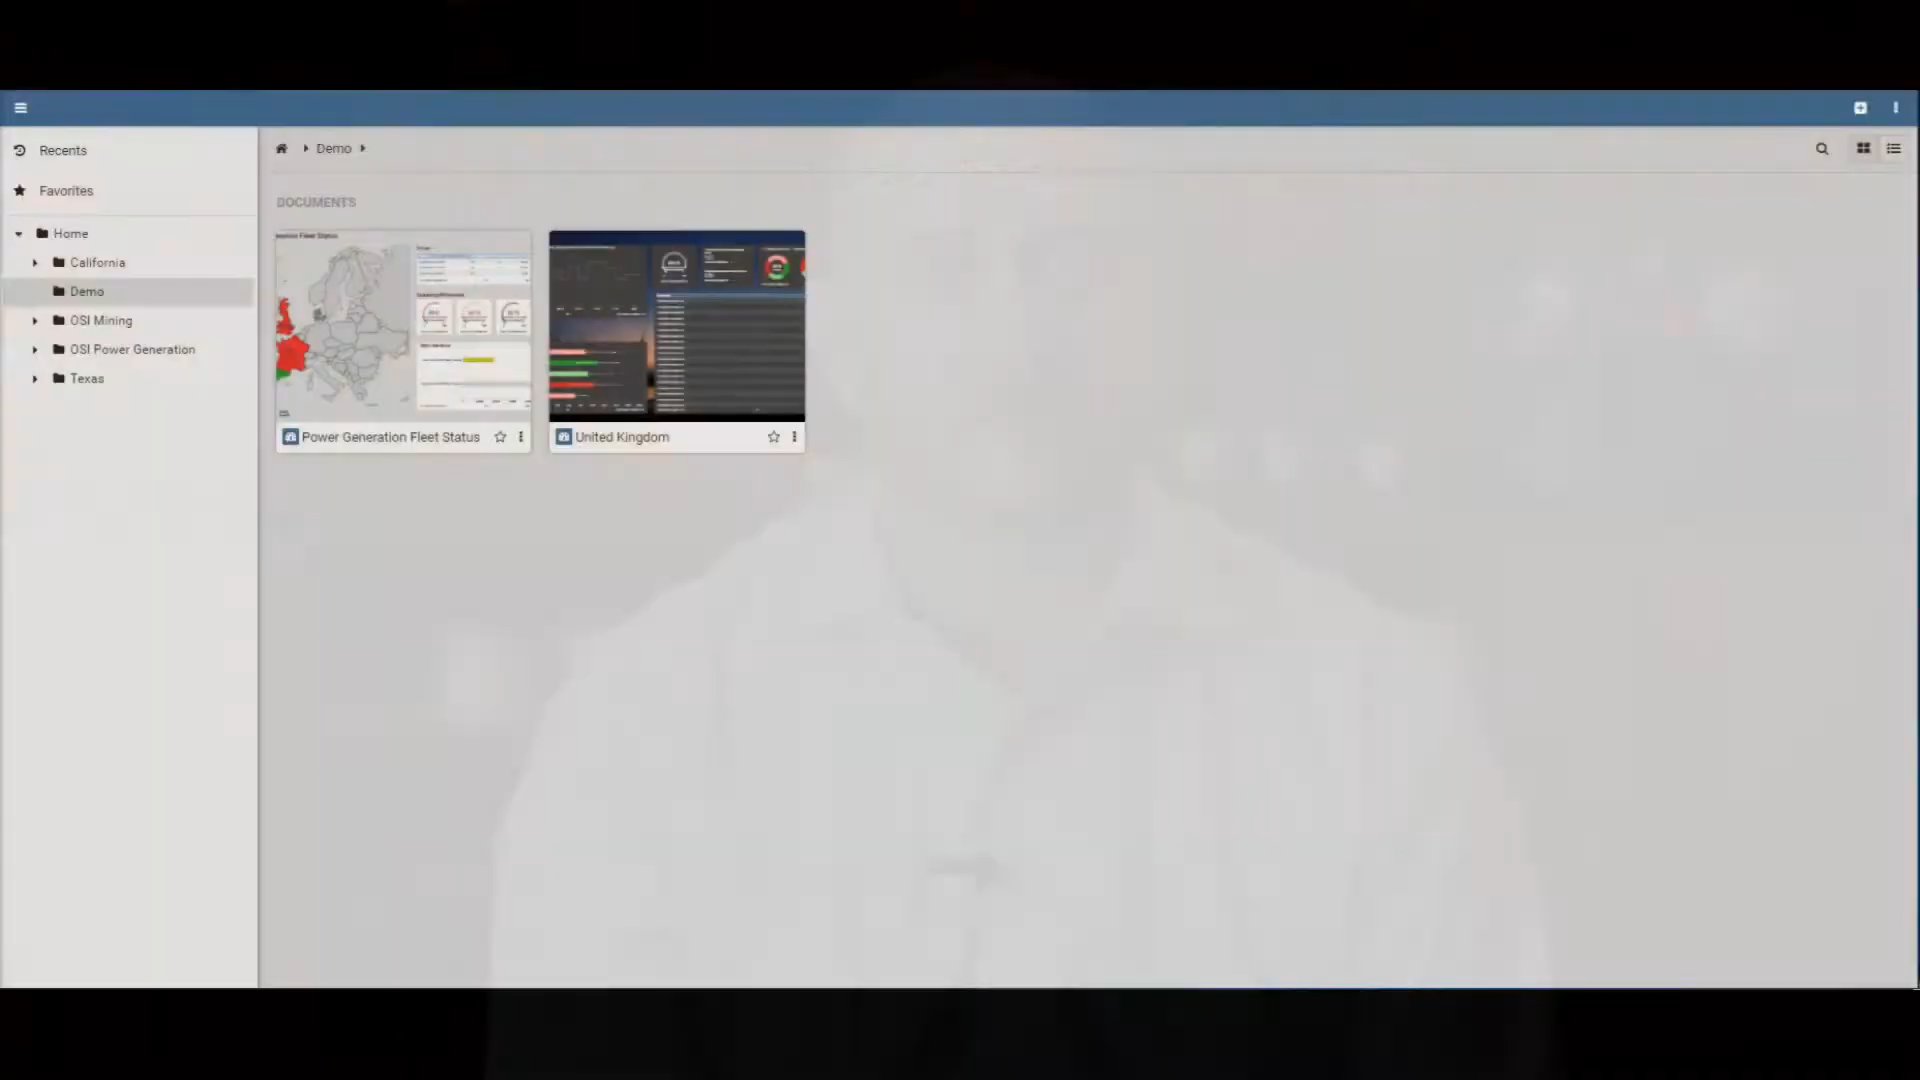 Recents
Demo
Favorites
DOCUMENTS
Home
California
Demo
OSI Mining
OSI Power Generation
Texas
Power Generation Fleet Status
United Kingdom